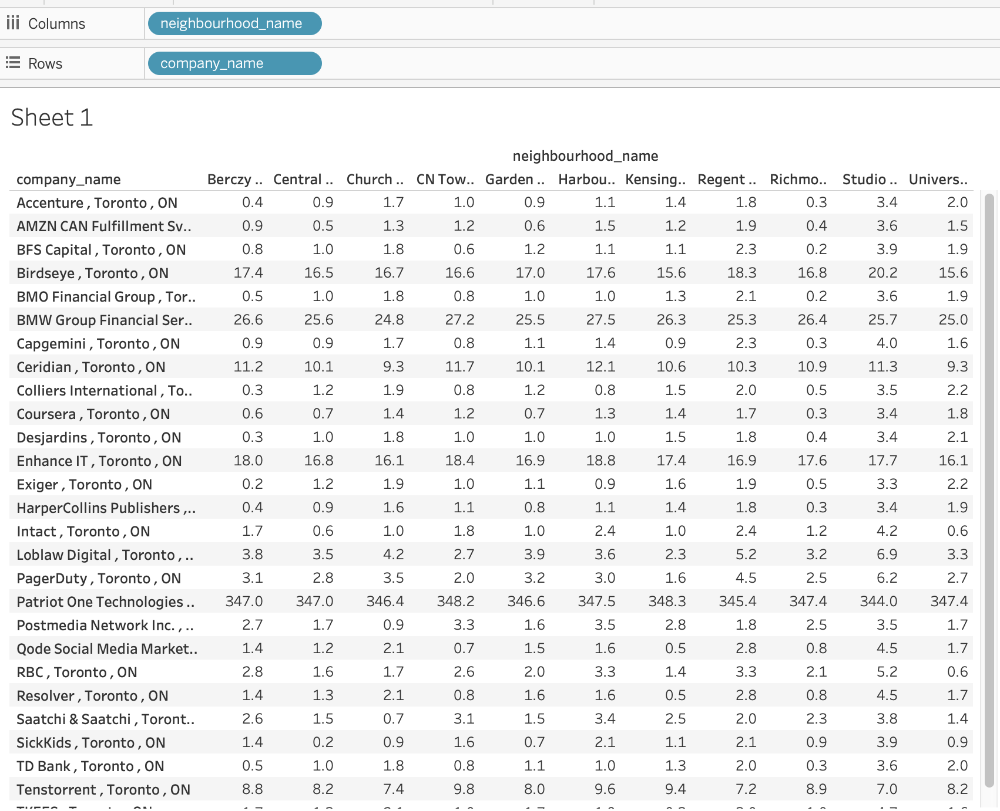 Columns neighbourhood_name
Rows company_name
Sheet 1
neighbourhood_name
company_name Berczy .. Central .. Church .. CN Tow.. Garden .. Harbou.. Kensing.. Regent .. Richmo.. Studio .. Univers..
Accenture , Toronto , ON 0.4 0.9 1.7 1.0 0.9 1.1 1.4 1.8 0.3 3.4 2.0
AMZN CAN Fulfillment Sv.. 0.9 0.5 1.3 1.2 0.6 1.5 1.2 1.9 0.4 3.6 1.5
BFS Capital , Toronto , ON 0.8 1.0 1.8 0.6 1.2 1.1 1.1 2.3 0.2 3.9 1.9
Birdseye , Toronto , ON 17.4 16.5 16.7 16.6 17.0 17.6 15.6 18.3 16.8 20.2 15.6
BMO Financial Group , Tor.. 0.5 1.0 1.8 0.8 1.0 1.0 1.3 2.1 0.2 3.6 1.9
BMW Group Financial Ser.. 26.6 25.6 24.8 27.2 25.5 27.5 26.3 25.3 26.4 25.7 25.0
Capgemini , Toronto , ON 0.9 0.9 1.7 0.8 1.1 1.4 0.9 2.3 0.3 4.0 1.6
Ceridian , Toronto , ON 11.2 10.1 9.3 11.7 10.1 12.1 10.6 10.3 10.9 11.3 9.3
Colliers International , To.. 0.3 1.2 1.9 0.8 1.2 0.8 1.5 2.0 0.5 3.5 2.2
Coursera , Toronto , ON 0.6 0.7 1.4 1.2 0.7 1.3 1.4 1.7 0.3 3.4 1.8
Desjardins , Toronto , ON 0.3 1.0 1.8 1.0 1.0 1.0 1.5 1.8 0.4 3.4 2.1
Enhance IT , Toronto , ON 18.0 16.8 16.1 18.4 16.9 18.8 17.4 16.9 17.6 17.7 16.1
Exiger , Toronto , ON 0.2 1.2 1.9 1.0 1.1 0.9 1.6 1.9 0.5 3.3 2.2
HarperCollins Publishers ,.. 0.4 0.9 1.6 1.1 0.8 1.1 1.4 1.8 0.3 3.4 1.9
Intact , Toronto , ON 1.7 0.6 1.0 1.8 1.0 2.4 1.0 2.4 1.2 4.2 0.6
Loblaw Digital , Toronto , .. 3.8 3.5 4.2 2.7 3.9 3.6 2.3 5.2 3.2 6.9 3.3
PagerDuty , Toronto , ON 3.1 2.8 3.5 2.0 3.2 3.0 1.6 4.5 2.5 6.2 2.7
Patriot One Technologies .. 347.0 347.0 346.4 348.2 346.6 347.5 348.3 345.4 347.4 344.0 347.4
Postmedia Network Inc. , .. 2.7 1.7 0.9 3.3 1.6 3.5 2.8 1.8 2.5 3.5 1.7
Qode Social Media Market.. 1.4 1.2 2.1 0.7 1.5 1.6 0.5 2.8 0.8 4.5 1.7
RBC , Toronto , ON 2.8 1.6 1.7 2.6 2.0 3.3 1.4 3.3 2.1 5.2 0.6
Resolver , Toronto , ON 1.4 1.3 2.1 0.8 1.6 1.6 0.5 2.8 0.8 4.5 1.7
Saatchi & Saatchi , Toront.. 2.6 1.5 0.7 3.1 1.5 3.4 2.5 2.0 2.3 3.8 1.4
SickKids , Toronto , ON 1.4 0.2 0.9 1.6 0.7 2.1 1.1 2.1 0.9 3.9 0.9
TD Bank , Toronto , ON 0.5 1.0 1.8 0.8 1.1 1.0 1.3 2.0 0.3 3.6 2.0
Tenstorrent , Toronto , ON 8.8 8.2 7.4 9.8 8.0 9.6 9.4 7.2 8.9 7.0 8.2